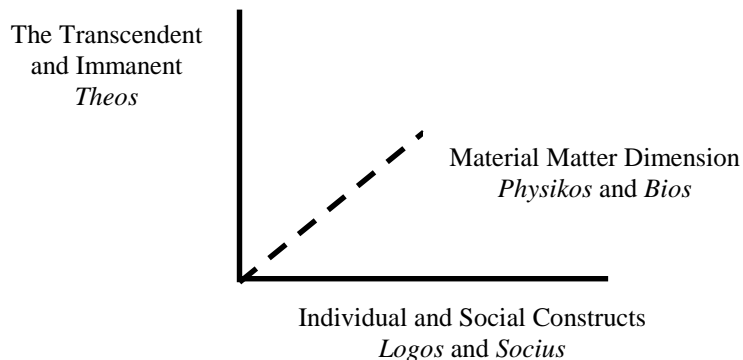 The Transcendent
and Immanent
Theos
Material Matter Dimension
Physikos and Bios
Individual and Social Constructs
Logos and Socius